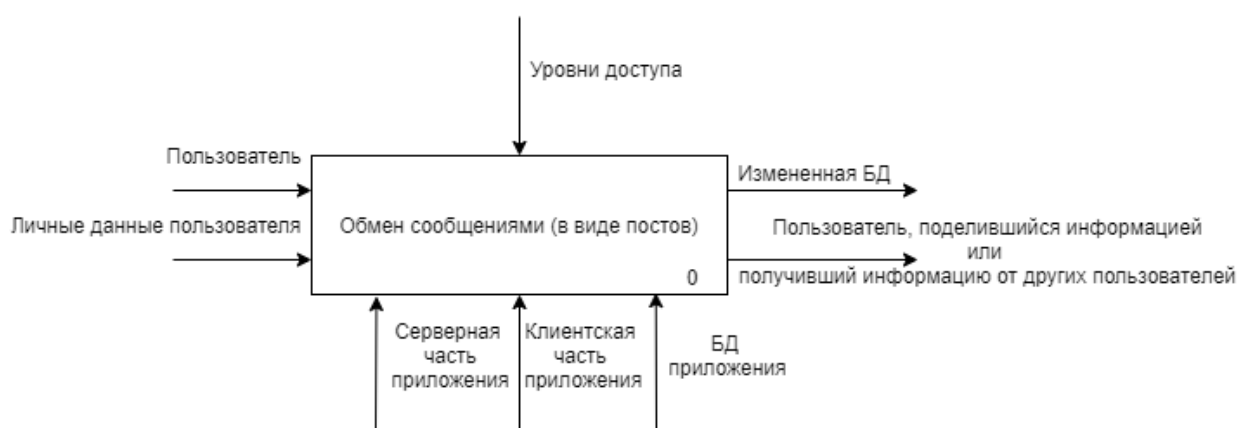 Уровни доступа
Пользователь
Личные данные пользователя
Обмен сообщениями (в виде постов)
0
Измененная БД
Пользователь, поделившийся информацией
или
получивший информацию от других пользователей
Серверная
часть
приложения
Клиентская
часть
приложения
БД
приложения